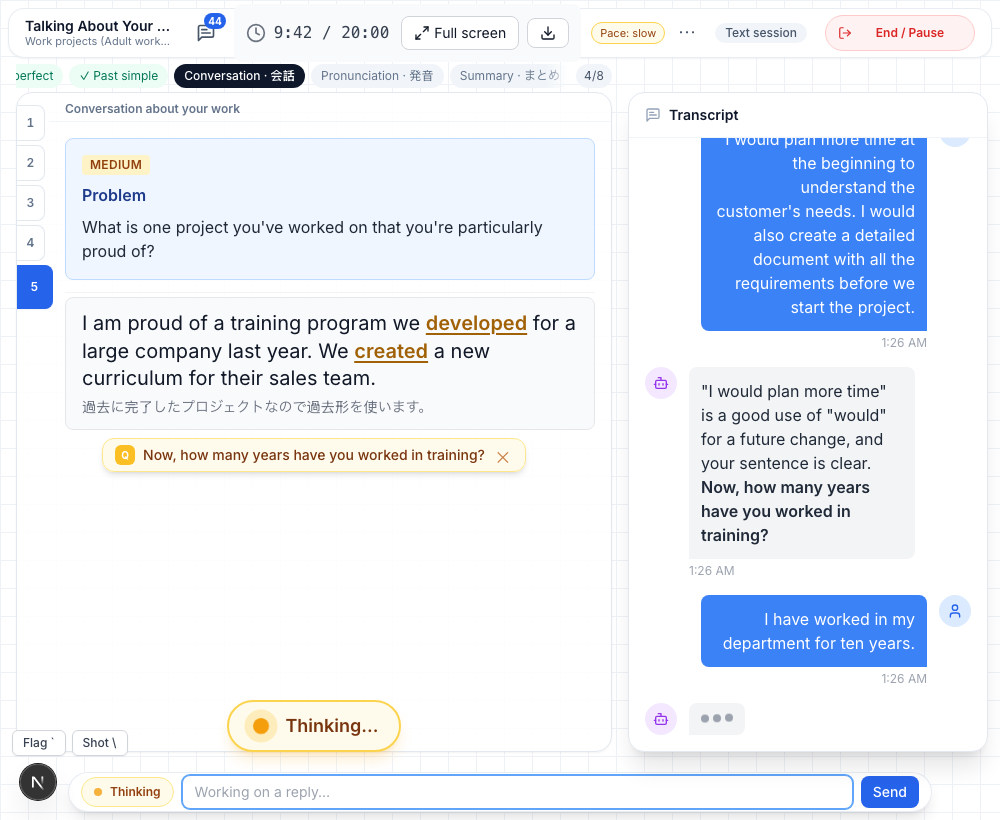 Talking About Your ...
Work projects (Adult work...
44
9:42 / 20:00
Full screen
Pace: slow
...
Text session
End / Pause
perfect
✓ Past simple
Conversation · 会話
Pronunciation · 発音
Summary · まとめ
4/8
1
2
3
4
5
Conversation about your work
MEDIUM
Problem
What is one project you've worked on that you're particularly
proud of?
I am proud of a training program we developed for a
large company last year. We created a new
curriculum for their sales team.
過去に完了したプロジェクトなので過去形を使います。
Q
Now, how many years have you worked in training?
Thinking...
Flag `
Shot \
N
Thinking
Working on a reply...
Send
Transcript
I would plan more time at
the beginning to
understand the
customer's needs. I would
also create a detailed
document with all the
requirements before we
start the project.
1:26 AM
"I would plan more time"
is a good use of "would"
for a future change, and
your sentence is clear.
Now, how many years
have you worked in
training?
1:26 AM
I have worked in my
department for ten years.
1:26 AM